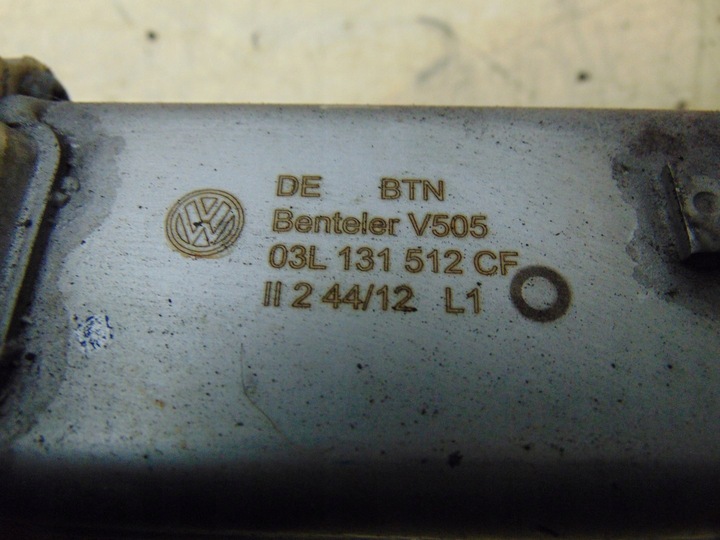 DE BTN
Benteler V505
03L 131 512 CF
II 2 44/12 L1